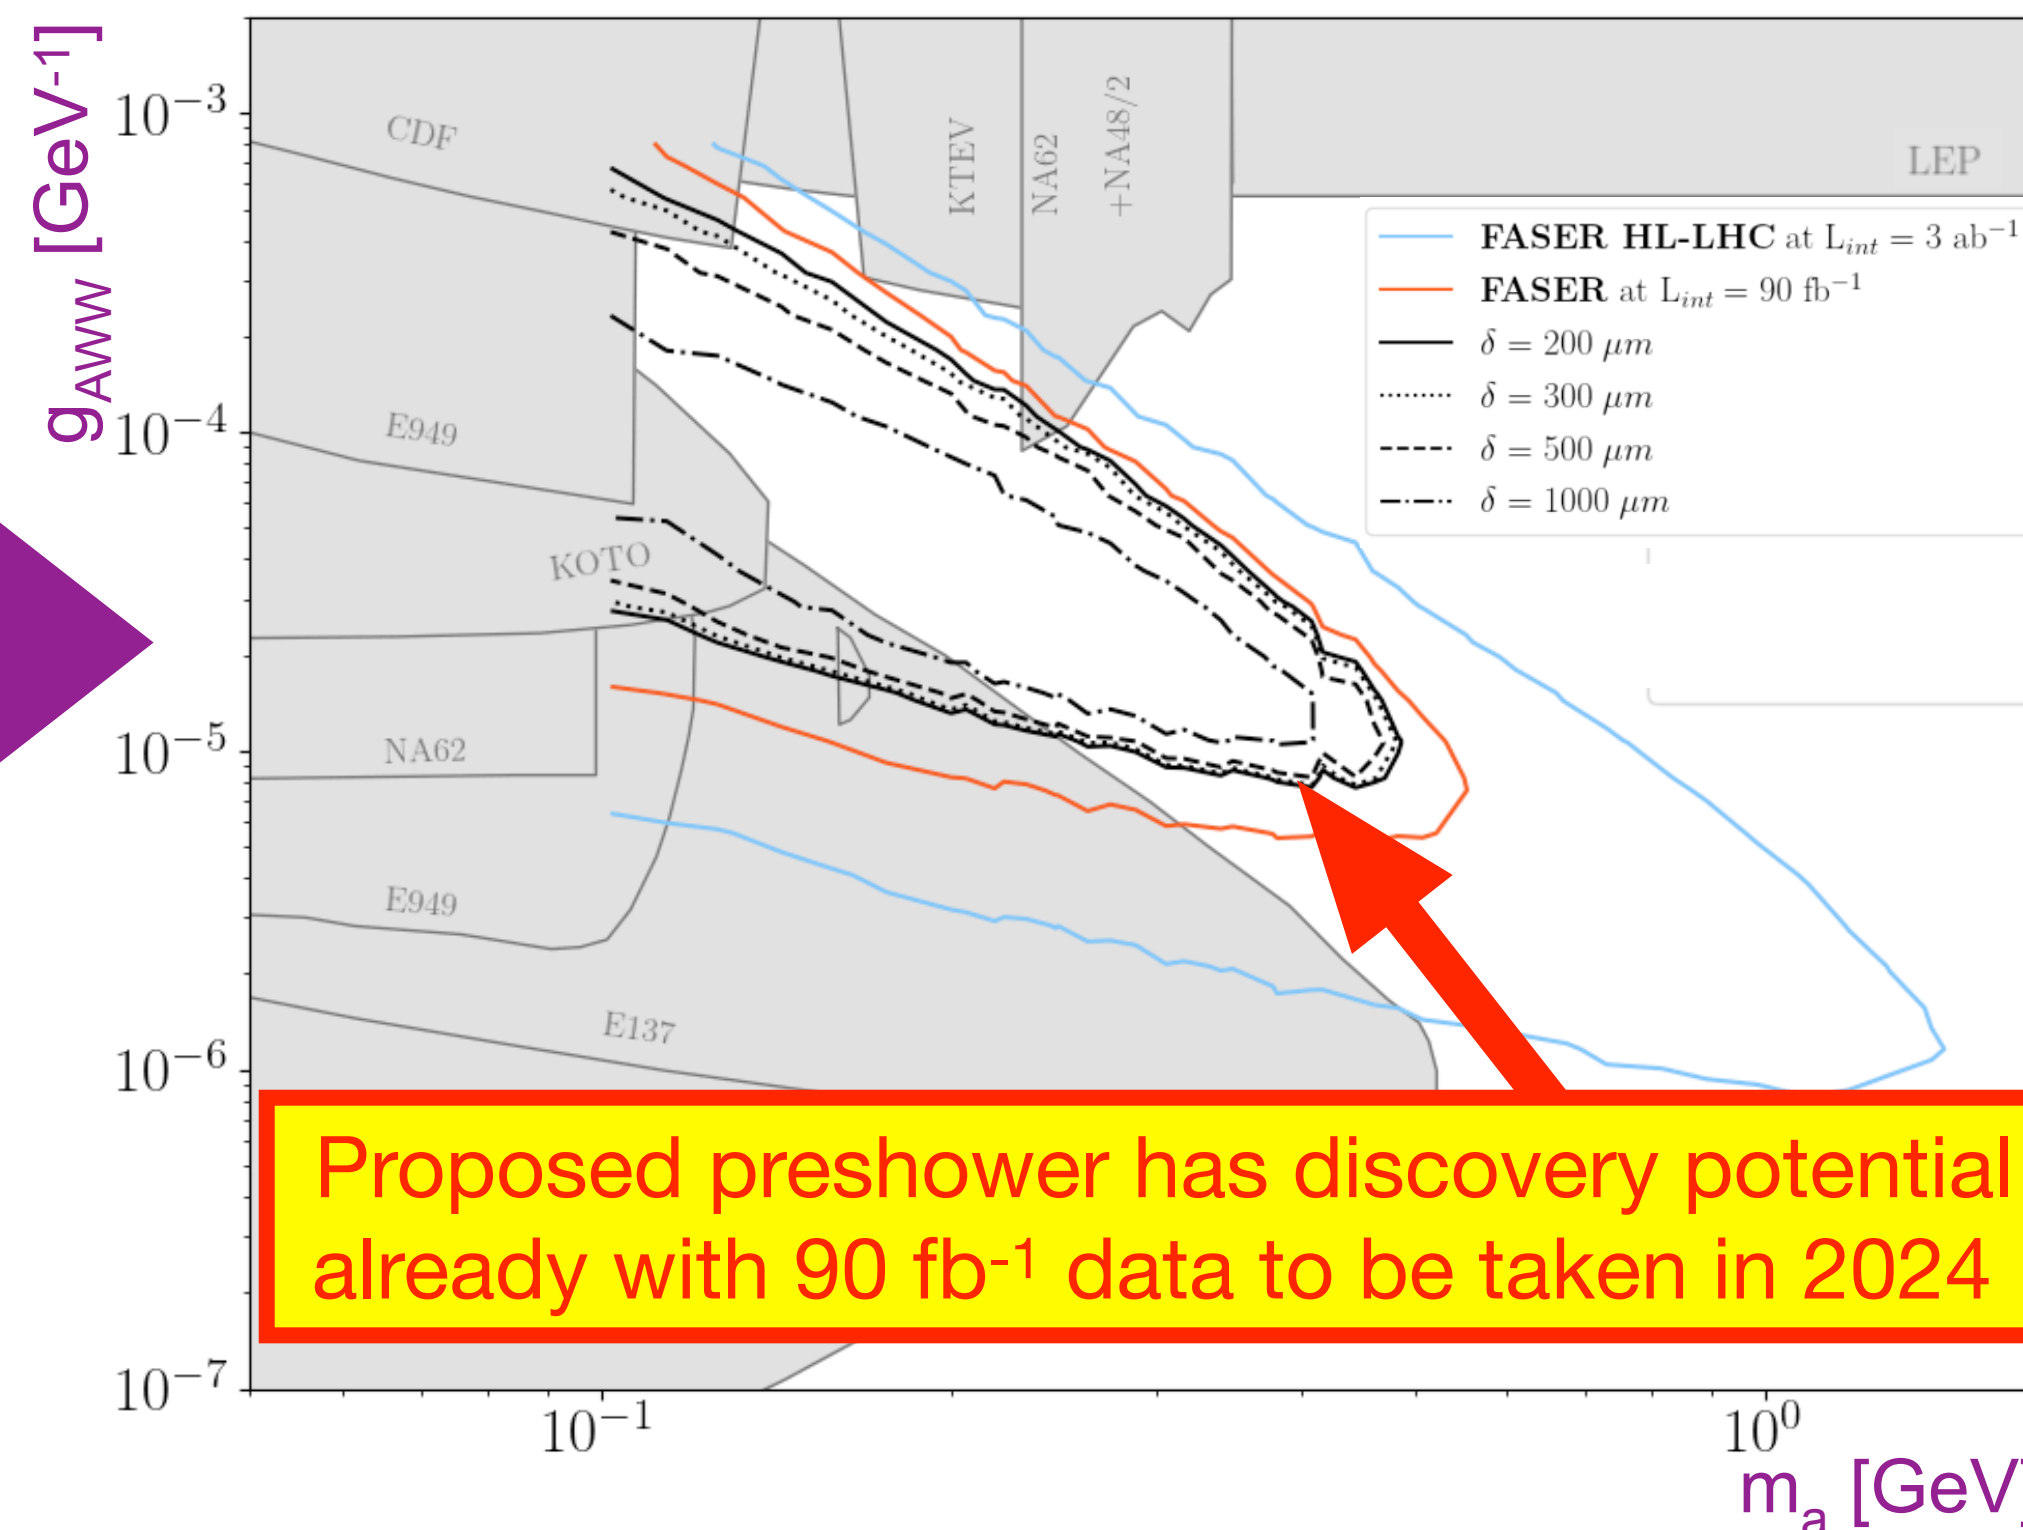 g_AWW [GeV⁻¹]
10⁻³
10⁻⁴
10⁻⁵
10⁻⁶
10⁻⁷
CDF
KTEV
NA62
+NA48/2
LEP
E949
KOTO
NA62
E949
E137
FASER HL-LHC at L_int = 3 ab⁻¹
FASER at L_int = 90 fb⁻¹
δ = 200 μm
δ = 300 μm
δ = 500 μm
δ = 1000 μm
Proposed preshower has discovery potential
already with 90 fb⁻¹ data to be taken in 2024
10⁻¹
10⁰
mₐ [GeV]